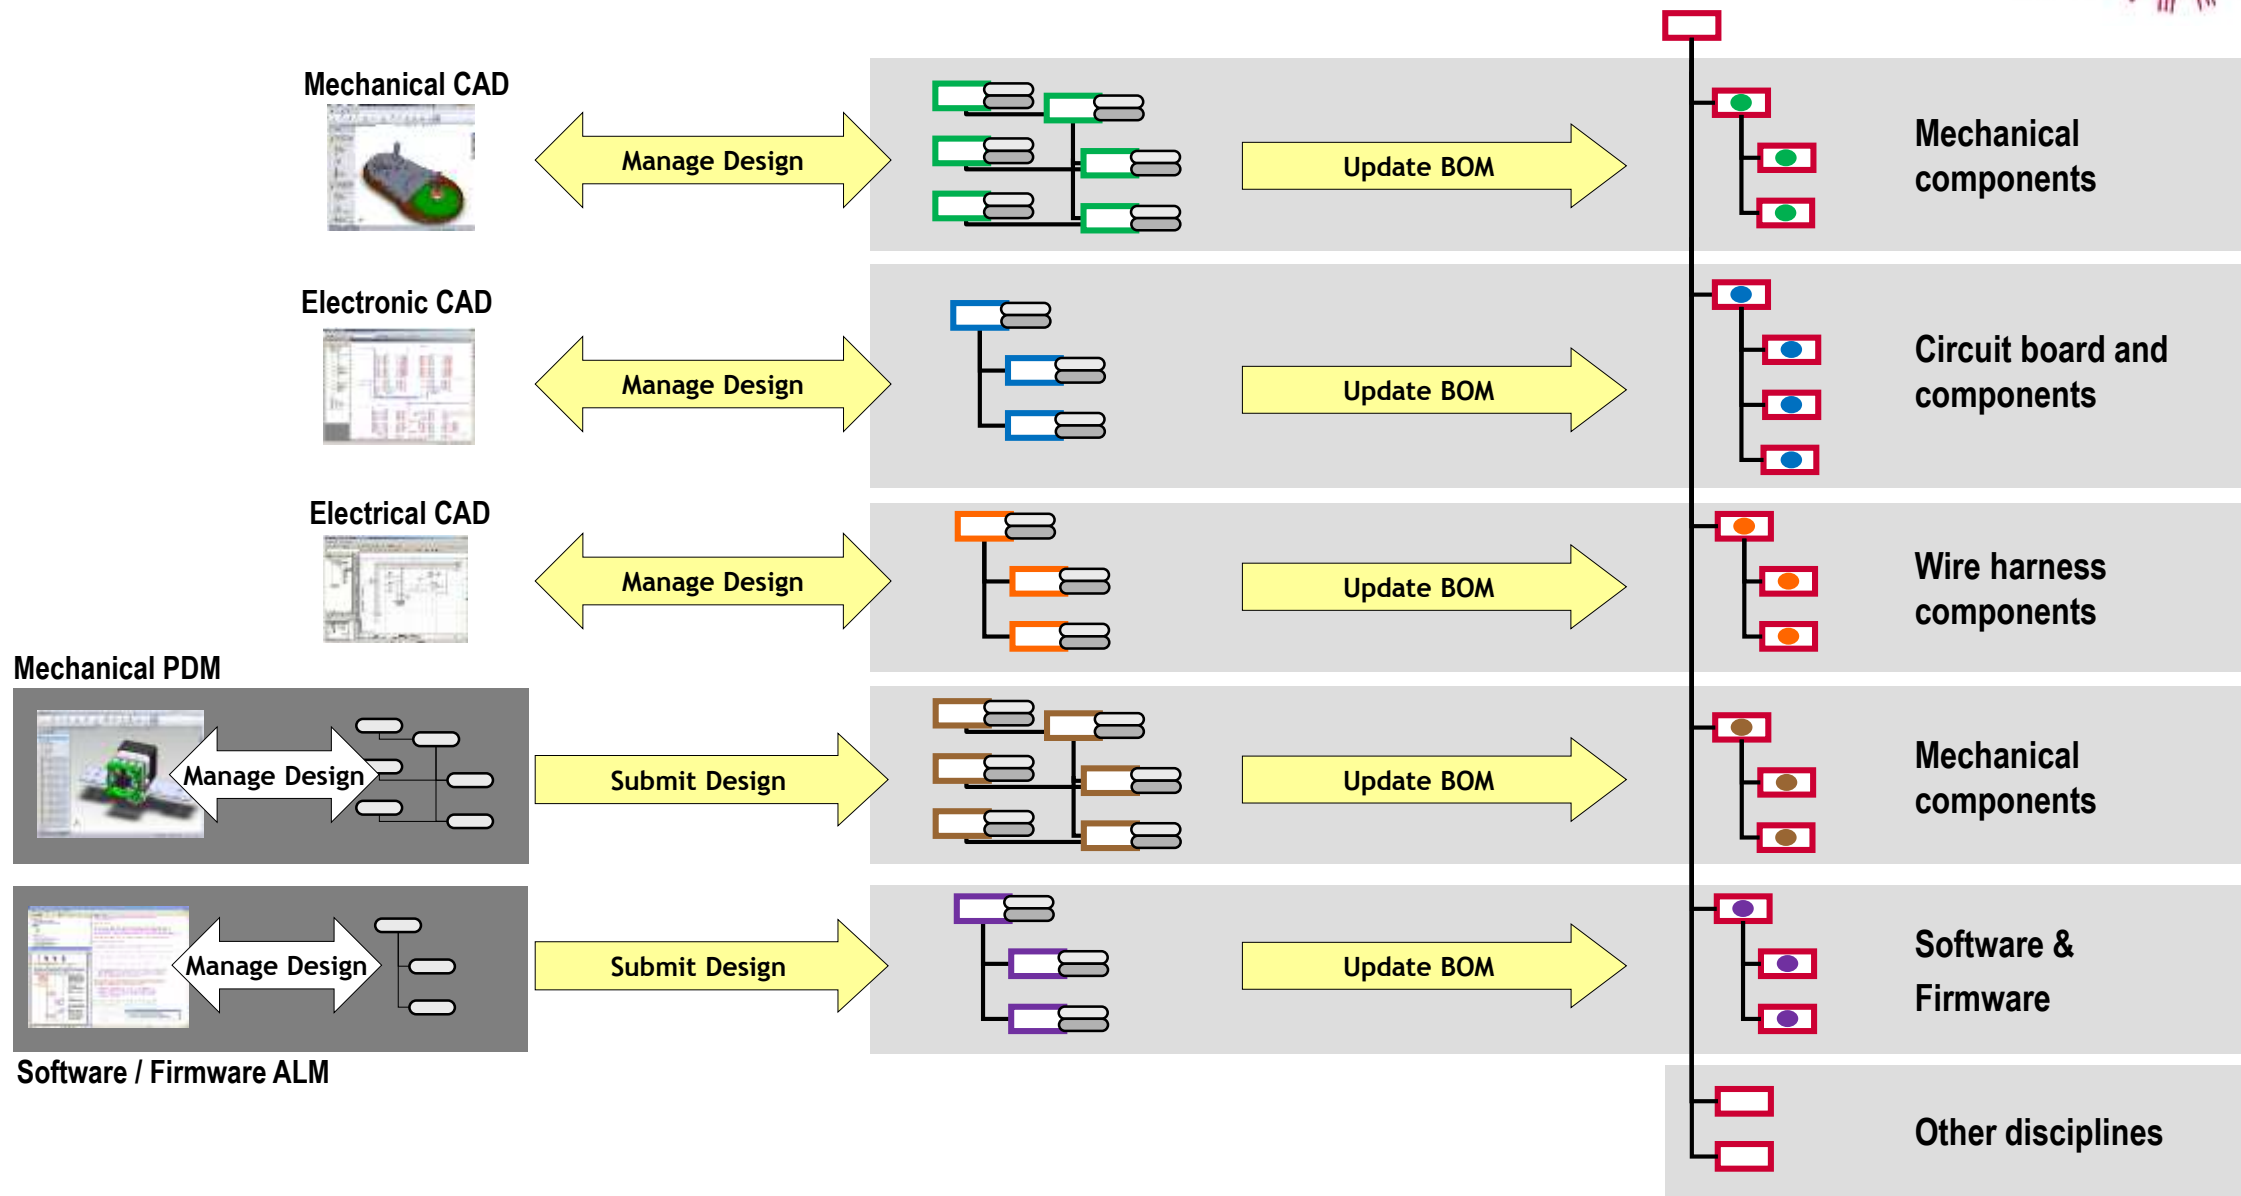 Mechanical CAD
Manage Design
Update BOM
Mechanical
components
Electronic CAD
Manage Design
Update BOM
Circuit board and
components
Electrical CAD
Manage Design
Update BOM
Wire harness
components
Mechanical PDM
Manage Design
Submit Design
Update BOM
Mechanical
components
Manage Design
Submit Design
Update BOM
Software &
Firmware
Software / Firmware ALM
Other disciplines